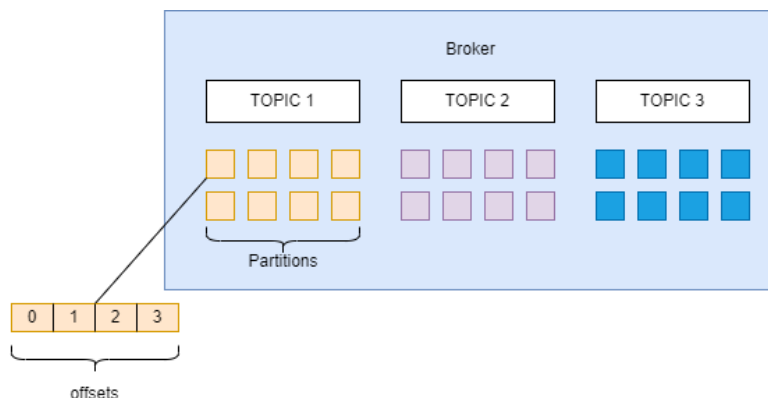 Broker
TOPIC 1
TOPIC 2
TOPIC 3
Partitions
0 1 2 3
offsets